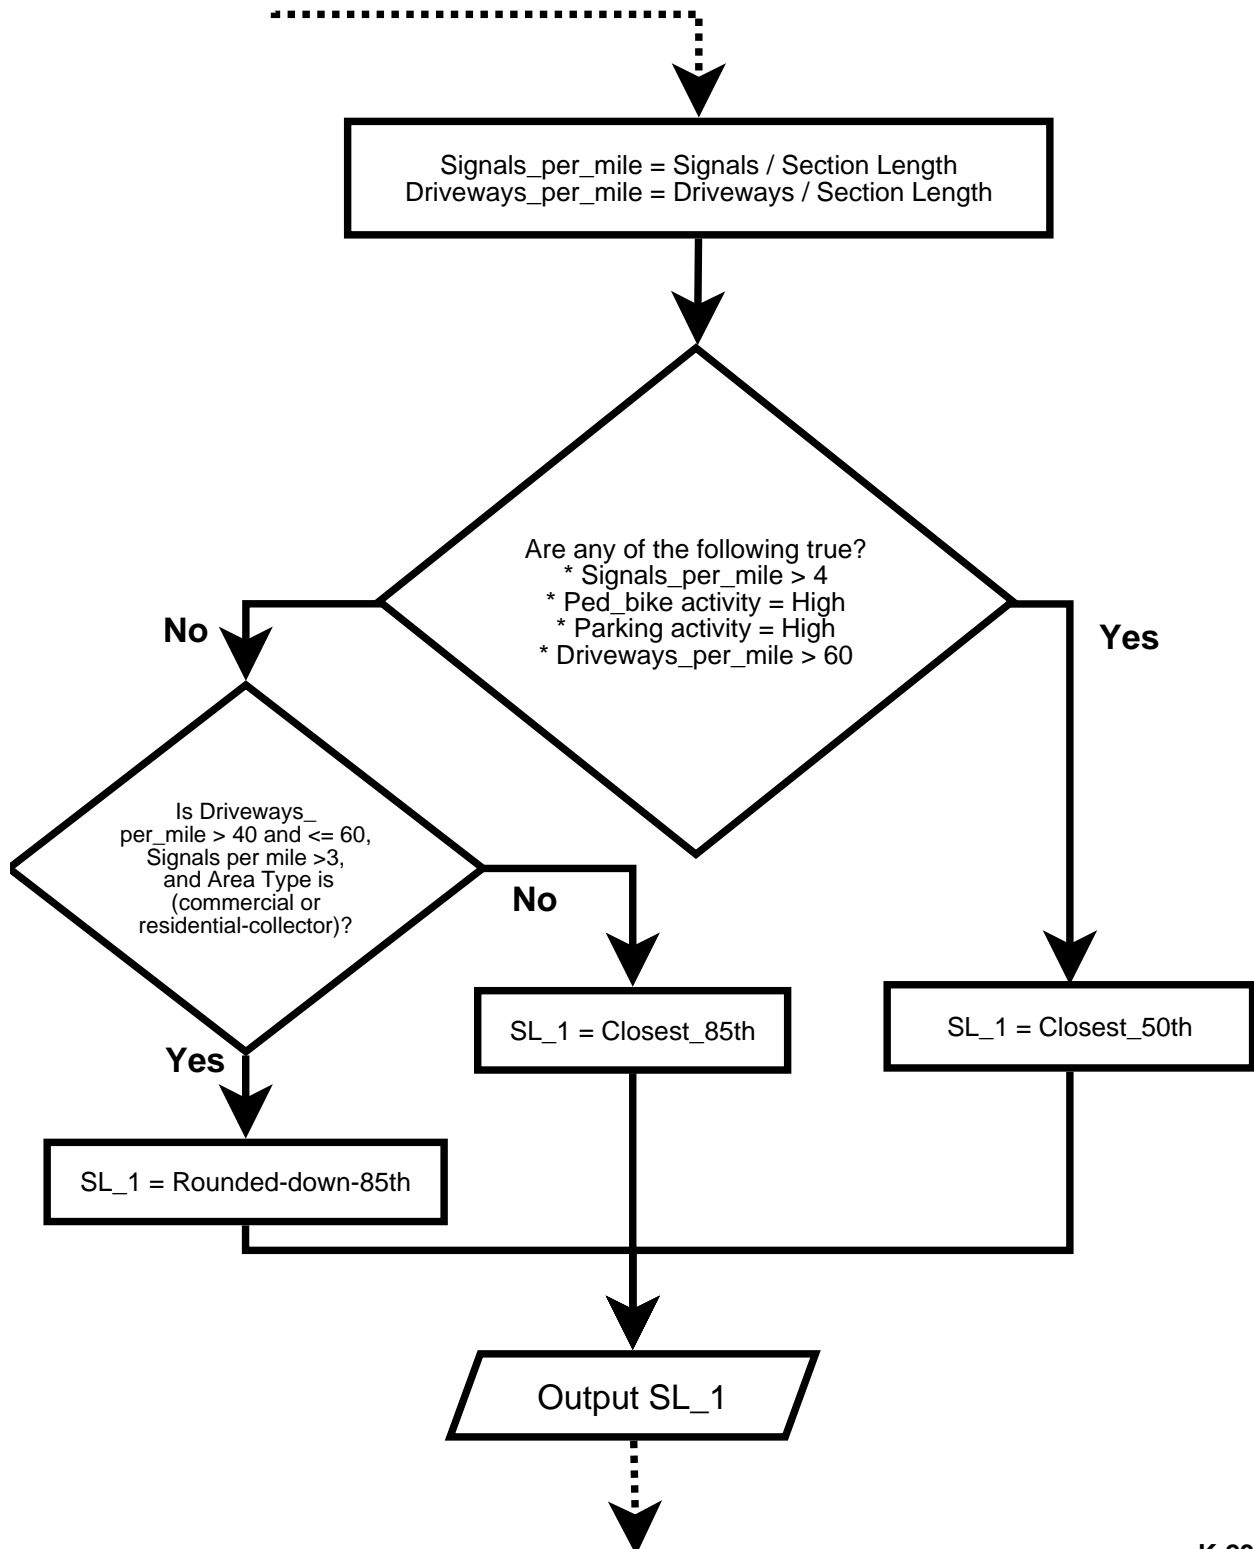 Signals_per_mile = Signals / Section Length
Driveways_per_mile = Driveways / Section Length
Are any of the following true?
* Signals_per_mile > 4
* Ped_bike activity = High
* Parking activity = High
* Driveways_per_mile > 60
No
Yes
Is Driveways_
per_mile > 40 and <= 60,
Signals per mile >3,
and Area Type is
(commercial or
residential-collector)?
No
SL_1 = Closest_85th
SL_1 = Closest_50th
Yes
SL_1 = Rounded-down-85th
Output SL_1